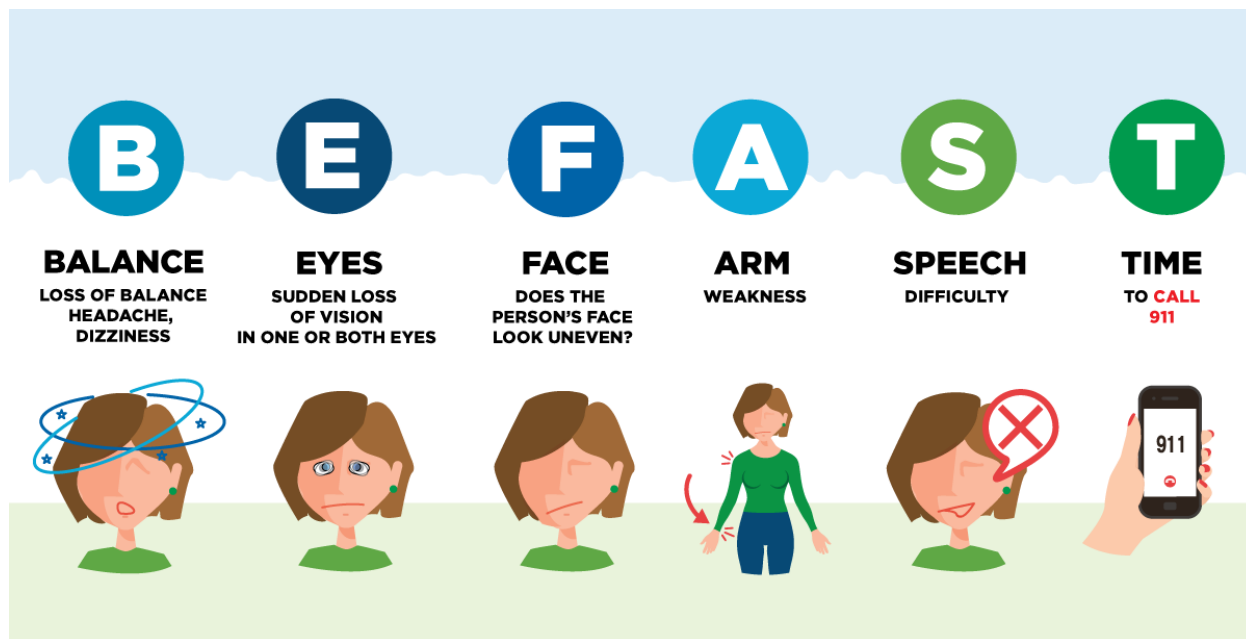 B
E
F
A
S
T
BALANCE
LOSS OF BALANCE
HEADACHE,
DIZZINESS
EYES
SUDDEN LOSS
OF VISION
IN ONE OR BOTH EYES
FACE
DOES THE
PERSON'S FACE
LOOK UNEVEN?
ARM
WEAKNESS
SPEECH
DIFFICULTY
TIME
TO CALL
911
911